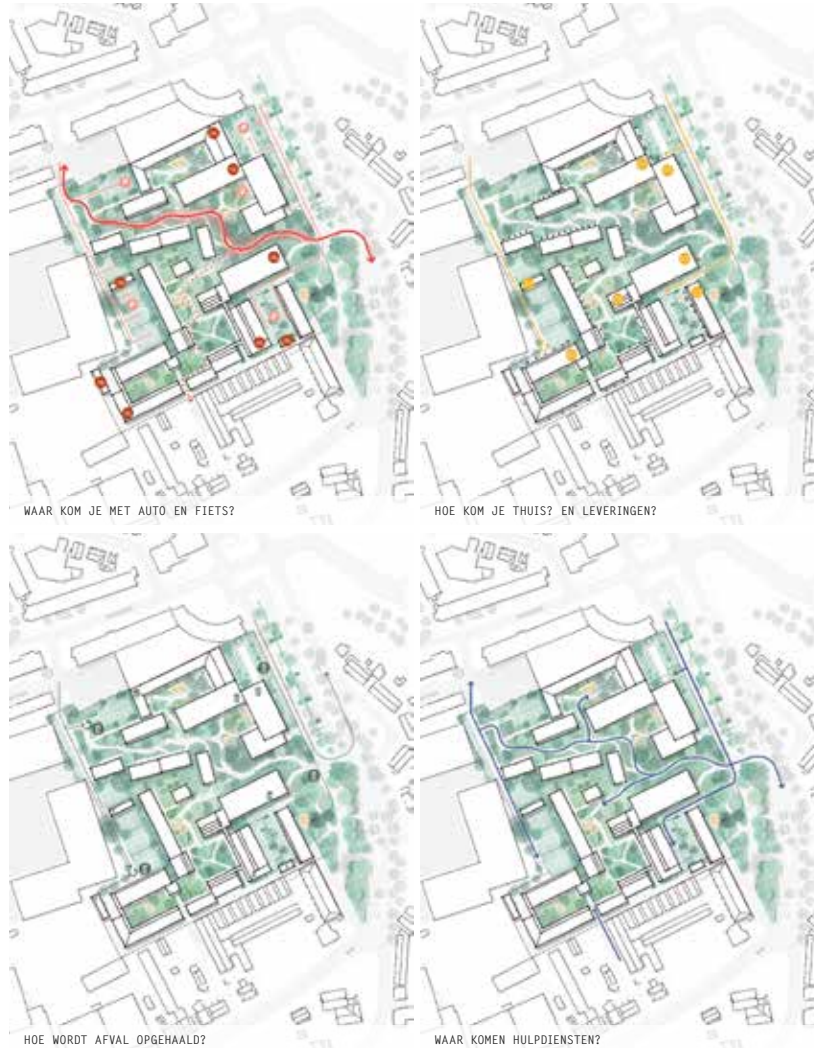 WAAR KOM JE MET AUTO EN FIETS?
HOE KOM JE THUIS? EN LEVERINGEN?
HOE WORDT AFVAL OPGEHAALD?
WAAR KOMEN HULPDIENSTEN?